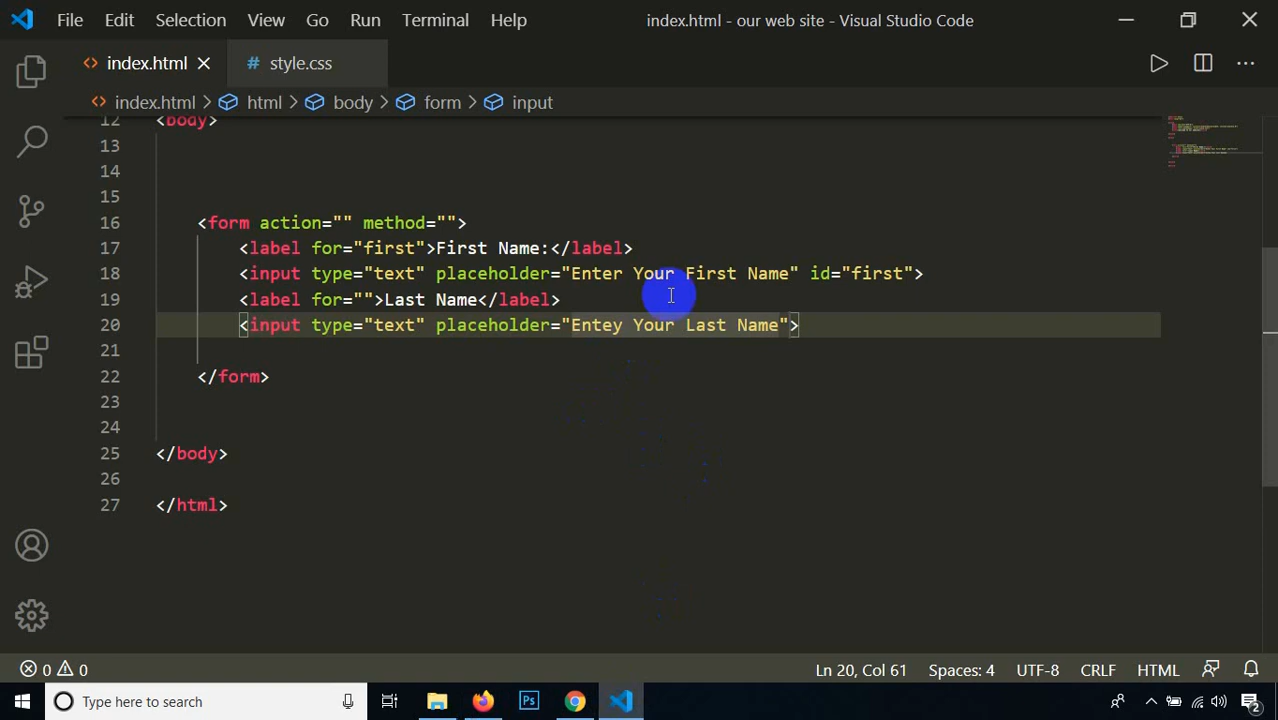 File Edit Selection View Go Run Terminal Help index.html - our web site - Visual Studio Code
<> index.html × # style.css
<> index.html > html > body > form > input
12 <body>
13
14
15
16 <form action="" method="">
17 <label for="first">First Name:</label>
18 <input type="text" placeholder="Enter Your First Name" id="first">
19 <label for="">Last Name</label>
20 <input type="text" placeholder="Entey Your Last Name">
21
22 </form>
23
24
25 </body>
26
27 </html>
0 0 Ln 20, Col 61 Spaces: 4 UTF-8 CRLF HTML
Type here to search Ps 2